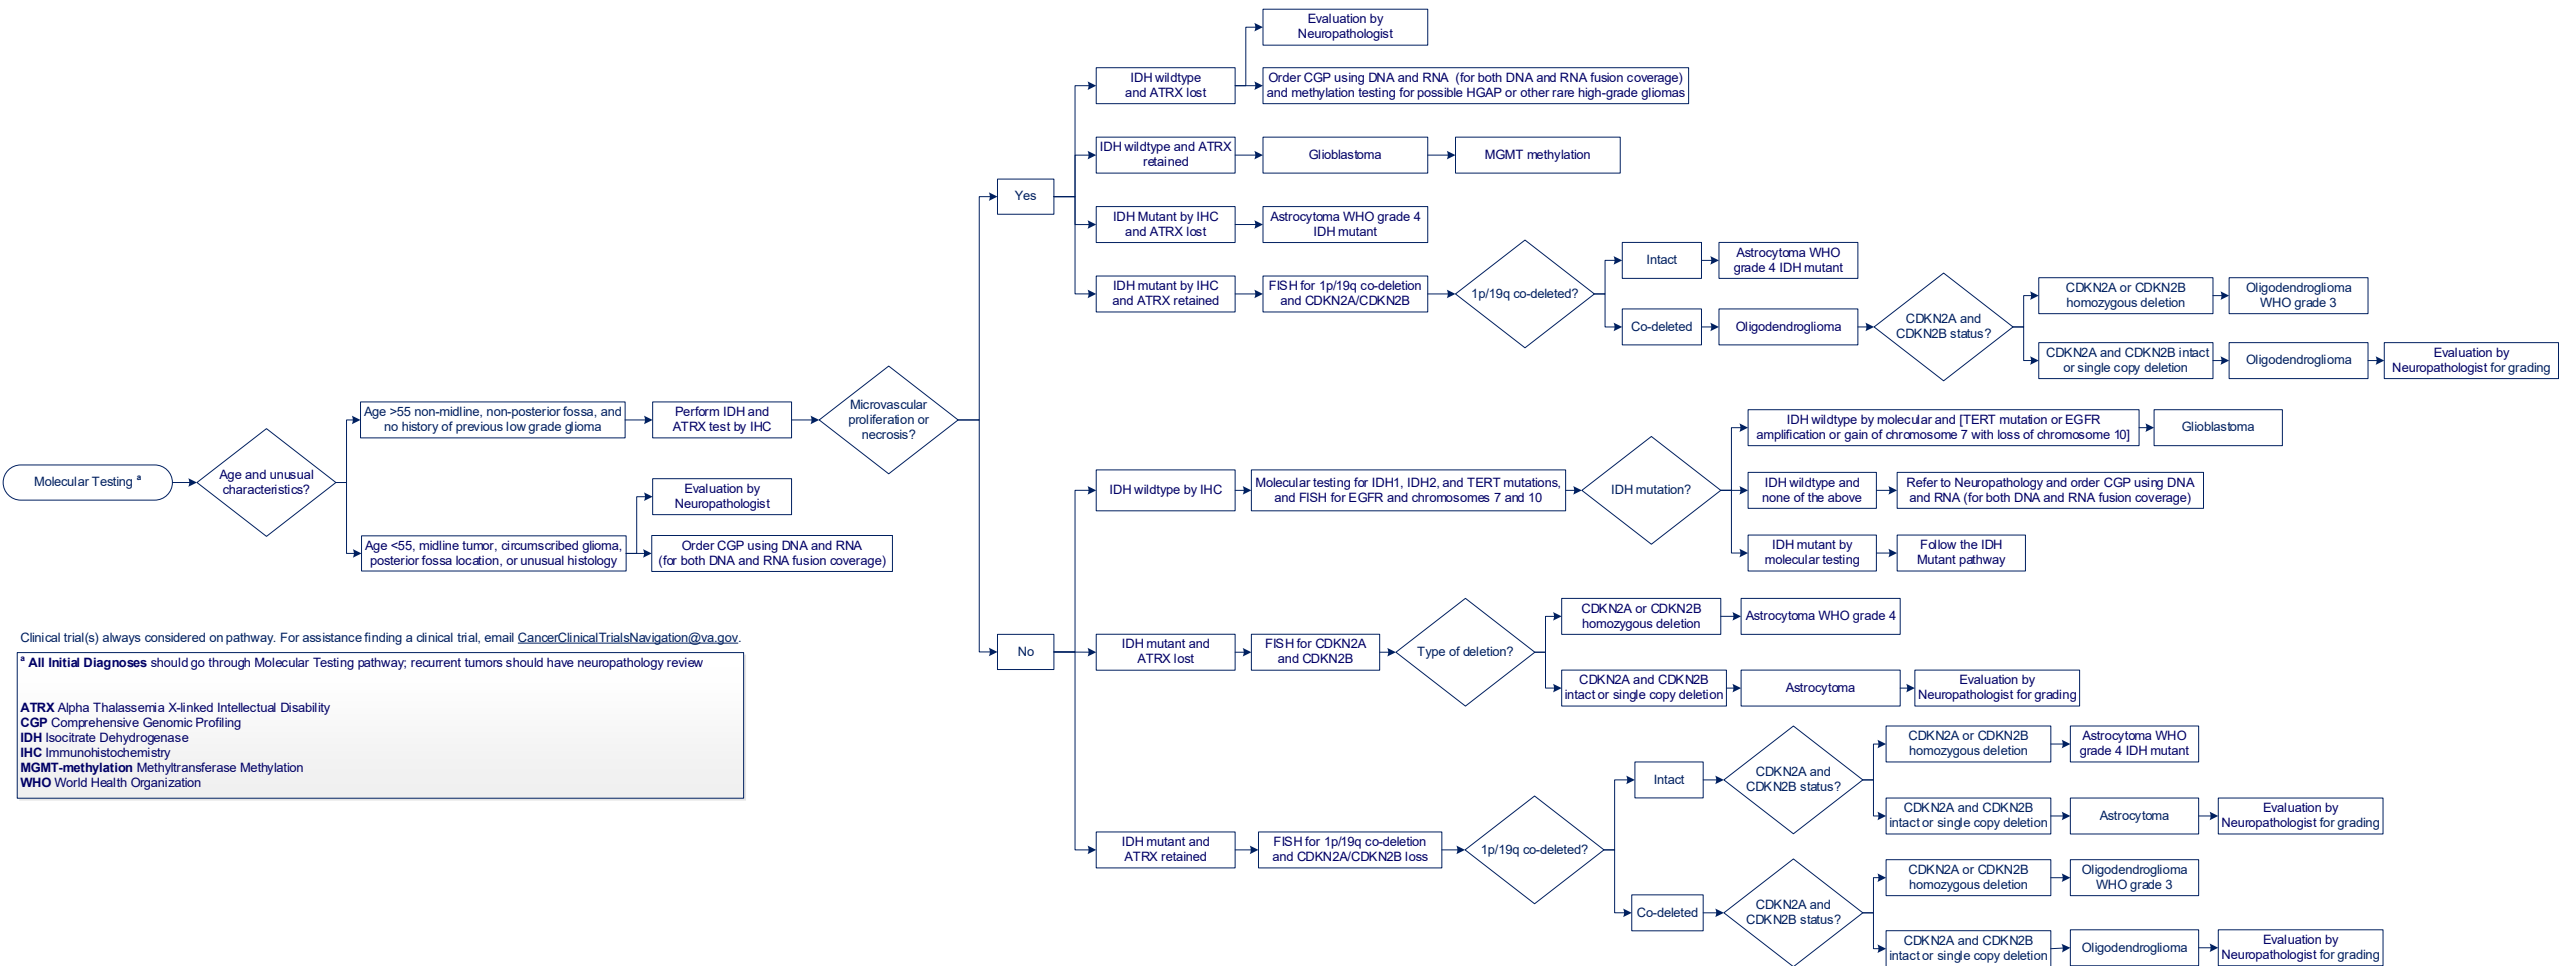 Molecular Testing a
Age and unusual
characteristics?
Age >55 non-midline, non-posterior fossa, and
no history of previous low grade glioma
Perform IDH and
ATRX test by IHC
Microvascular
proliferation or
necrosis?
Age <55, midline tumor, circumscribed glioma,
posterior fossa location, or unusual histology
Evaluation by
Neuropathologist
Order CGP using DNA and RNA
(for both DNA and RNA fusion coverage)
Yes
IDH wildtype
and ATRX lost
Evaluation by
Neuropathologist
Order CGP using DNA and RNA (for both DNA and RNA fusion coverage)
and methylation testing for possible HGAP or other rare high-grade gliomas
IDH wildtype and ATRX
retained
Glioblastoma
MGMT methylation
IDH Mutant by IHC
and ATRX lost
Astrocytoma WHO grade 4
IDH mutant
IDH mutant by IHC
and ATRX retained
FISH for 1p/19q co-deletion
and CDKN2A/CDKN2B
1p/19q co-deleted?
Intact
Astrocytoma WHO
grade 4 IDH mutant
Co-deleted
Oligodendroglioma
CDKN2A and
CDKN2B status?
CDKN2A or CDKN2B
homozygous deletion
Oligodendroglioma
WHO grade 3
CDKN2A and CDKN2B intact
or single copy deletion
Oligodendroglioma
Evaluation by
Neuropathologist for grading
No
IDH wildtype by IHC
Molecular testing for IDH1, IDH2, and TERT mutations,
and FISH for EGFR and chromosomes 7 and 10
IDH mutation?
IDH wildtype by molecular and [TERT mutation or EGFR
amplification or gain of chromosome 7 with loss of chromosome 10]
Glioblastoma
IDH wildtype and
none of the above
Refer to Neuropathology and order CGP using DNA
and RNA (for both DNA and RNA fusion coverage)
IDH mutant by
molecular testing
Follow the IDH
Mutant pathway
IDH mutant and
ATRX lost
FISH for CDKN2A
and CDKN2B
Type of deletion?
CDKN2A or CDKN2B
homozygous deletion
Astrocytoma WHO grade 4
CDKN2A and CDKN2B
intact or single copy deletion
Astrocytoma
Evaluation by
Neuropathologist for grading
IDH mutant and
ATRX retained
FISH for 1p/19q co-deletion
and CDKN2A/CDKN2B loss
1p/19q co-deleted?
Intact
CDKN2A and
CDKN2B status?
CDKN2A or CDKN2B
homozygous deletion
Astrocytoma WHO
grade 4 IDH mutant
CDKN2A and CDKN2B
intact or single copy deletion
Astrocytoma
Evaluation by
Neuropathologist for grading
Co-deleted
CDKN2A and
CDKN2B status?
CDKN2A or CDKN2B
homozygous deletion
Oligodendroglioma
WHO grade 3
CDKN2A and CDKN2B
intact or single copy deletion
Oligodendroglioma
Evaluation by
Neuropathologist for grading
Clinical trial(s) always considered on pathway. For assistance finding a clinical trial, email CancerClinicalTrialsNavigation@va.gov.
a All Initial Diagnoses should go through Molecular Testing pathway; recurrent tumors should have neuropathology review
ATRX Alpha Thalassemia X-linked Intellectual Disability
CGP Comprehensive Genomic Profiling
IDH Isocitrate Dehydrogenase
IHC Immunohistochemistry
MGMT-methylation Methyltransferase Methylation
WHO World Health Organization